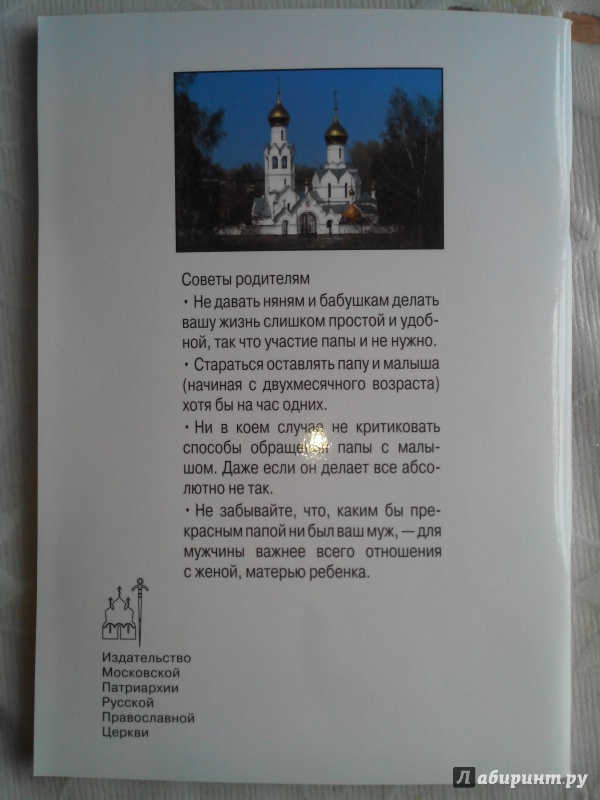 Советы родителям
• Не давать няням и бабушкам делать
вашу жизнь слишком простой и удоб-
ной, так что участие папы и не нужно.
• Стараться оставлять папу и малыша
(начиная с двухмесячного возраста)
хотя бы на час одних.
• Ни в коем случае не критиковать
способы обращения папы с малы-
шом. Даже если он делает все абсо-
лютно не так.
• Не забывайте, что, каким бы пре-
красным папой ни был ваш муж, — для
мужчины важнее всего отношения
с женой, матерью ребенка.
Издательство
Московской
Патриархии
Русской
Православной
Церкви
Лабиринт.ру